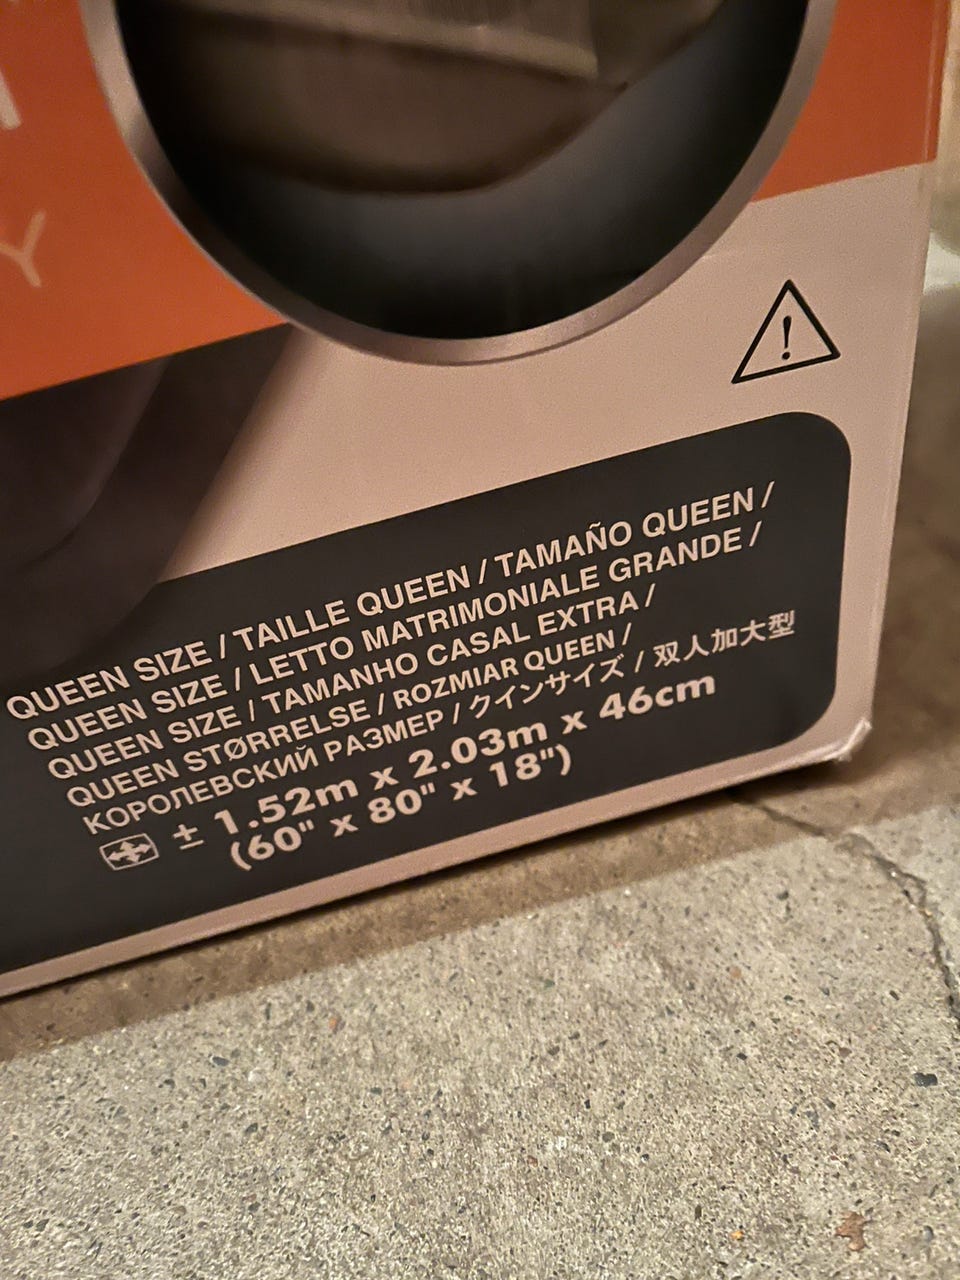 Y
!
QUEEN SIZE / TAILLE QUEEN / TAMAÑO QUEEN /
QUEEN SIZE / LETTO MATRIMONIALE GRANDE /
QUEEN SIZE / TAMANHO CASAL EXTRA /
QUEEN STØRRELSE / ROZMIAR QUEEN /
КОРОЛЕВСКИЙ РАЗМЕР / クインサイズ / 双人加大型
± 1.52m x 2.03m x 46cm
(60" x 80" x 18")